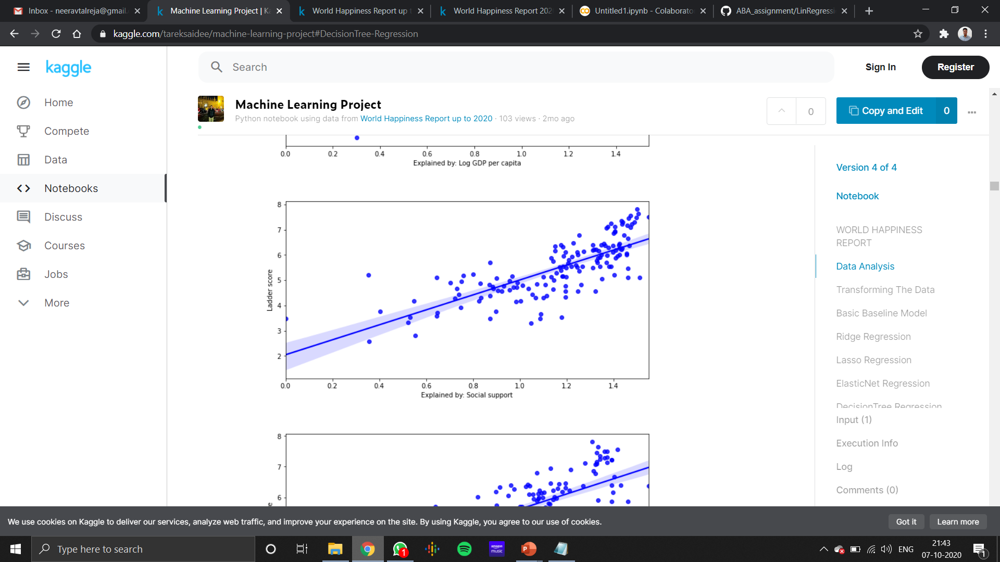 Inbox - neeravtalreja@gmail.
Machine Learning Project | Ka
World Happiness Report up t
World Happiness Report 202
Untitled1.ipynb - Colaborato
ABA_assignment/LinRegressi
kaggle.com/tareksaidee/machine-learning-project#DecisionTree-Regression
kaggle
Search
Sign In
Register
Home
Compete
Data
Notebooks
Discuss
Courses
Jobs
More
Machine Learning Project
Python notebook using data from World Happiness Report up to 2020 · 103 views · 2mo ago
0
Copy and Edit
0
0.0 0.2 0.4 0.6 0.8 1.0 1.2 1.4
Explained by: Log GDP per capita
8
7
6
5
4
3
2
Ladder score
0.0 0.2 0.4 0.6 0.8 1.0 1.2 1.4
Explained by: Social support
8
7
6
e
Version 4 of 4
Notebook
WORLD HAPPINESS
REPORT
Data Analysis
Transforming The Data
Basic Baseline Model
Ridge Regression
Lasso Regression
ElasticNet Regression
DecisionTree Regression
Input (1)
Execution Info
Log
Comments (0)
We use cookies on Kaggle to deliver our services, analyze web traffic, and improve your experience on the site. By using Kaggle, you agree to our use of cookies.
Got it
Learn more
Type here to search
1
amazon
music
P
ENG
21:43
07-10-2020
1